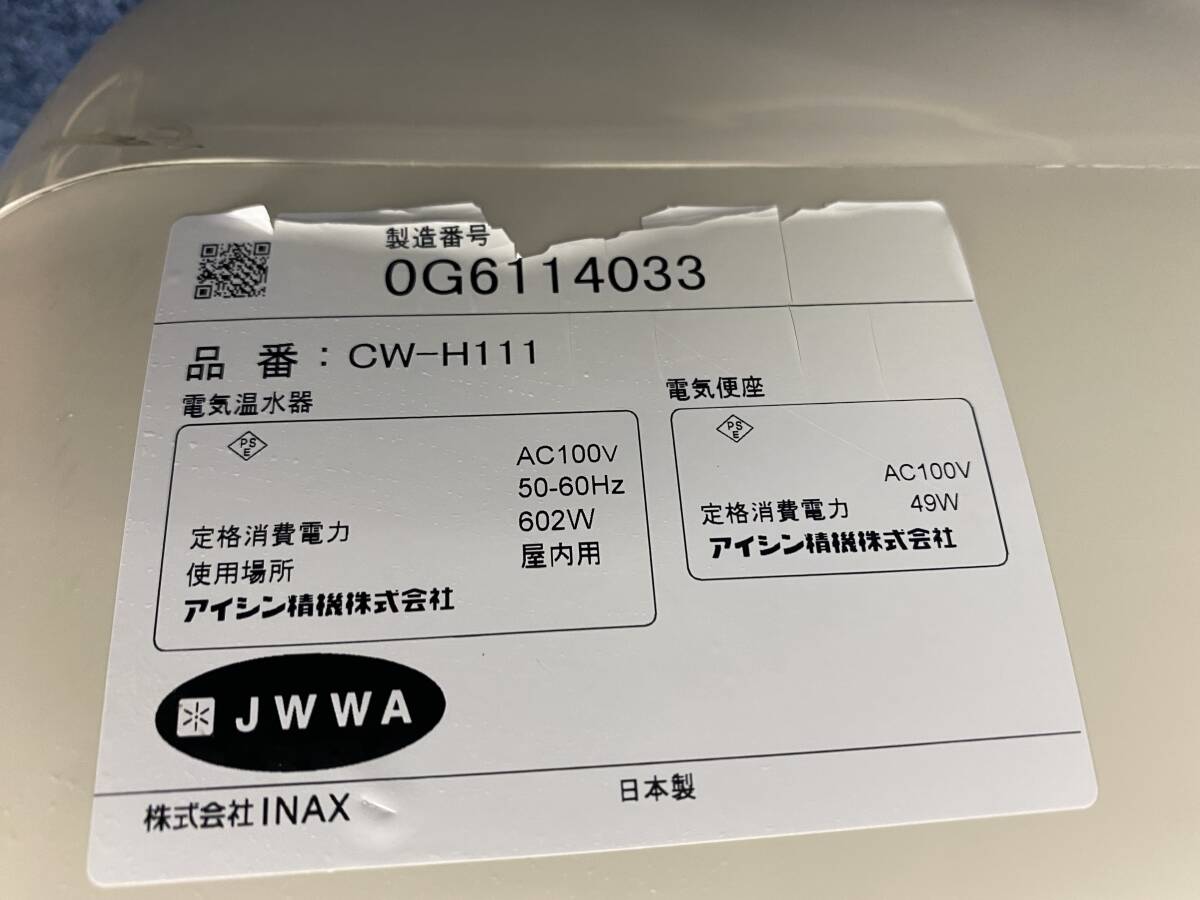 製造番号
0G6114033
品 番 : CW-H111
電気温水器
PS
E
AC100V
50-60Hz
定格消費電力 602W
使用場所 屋内用
アイシン精機株式会社
電気便座
PS
E
AC100V
定格消費電力 49W
アイシン精機株式会社
JWWA
株式会社INAX
日本製